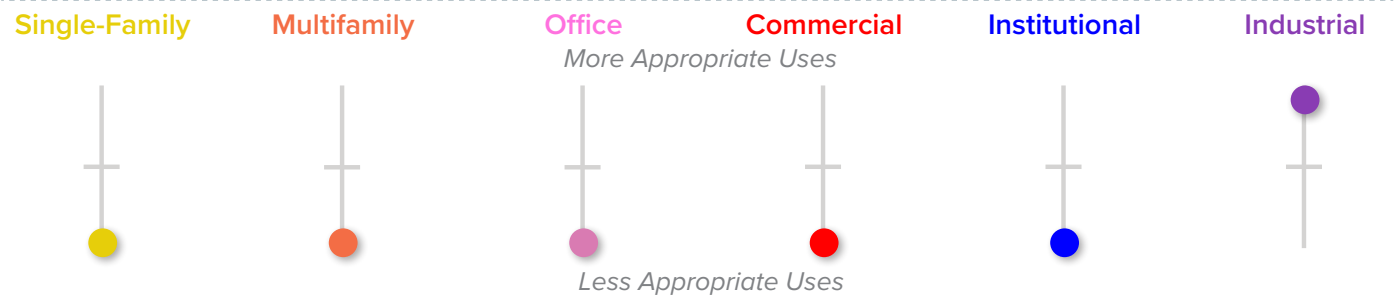 Single-Family Multifamily Office Commercial Institutional Industrial
More Appropriate Uses
Less Appropriate Uses